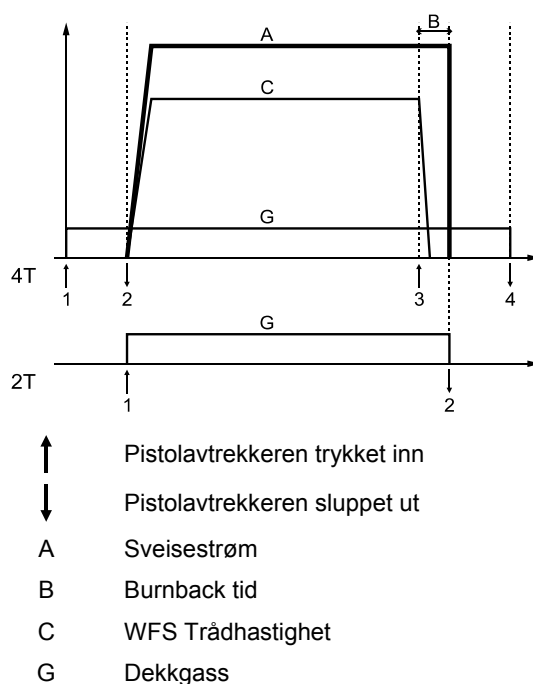 B
A
C
G
4T
1 2 3 4
G
2T
1 2
Pistolavtrekkeren trykket inn
Pistolavtrekkeren sluppet ut
A Sveisestrøm
B Burnback tid
C WFS Trådhastighet
G Dekkgass